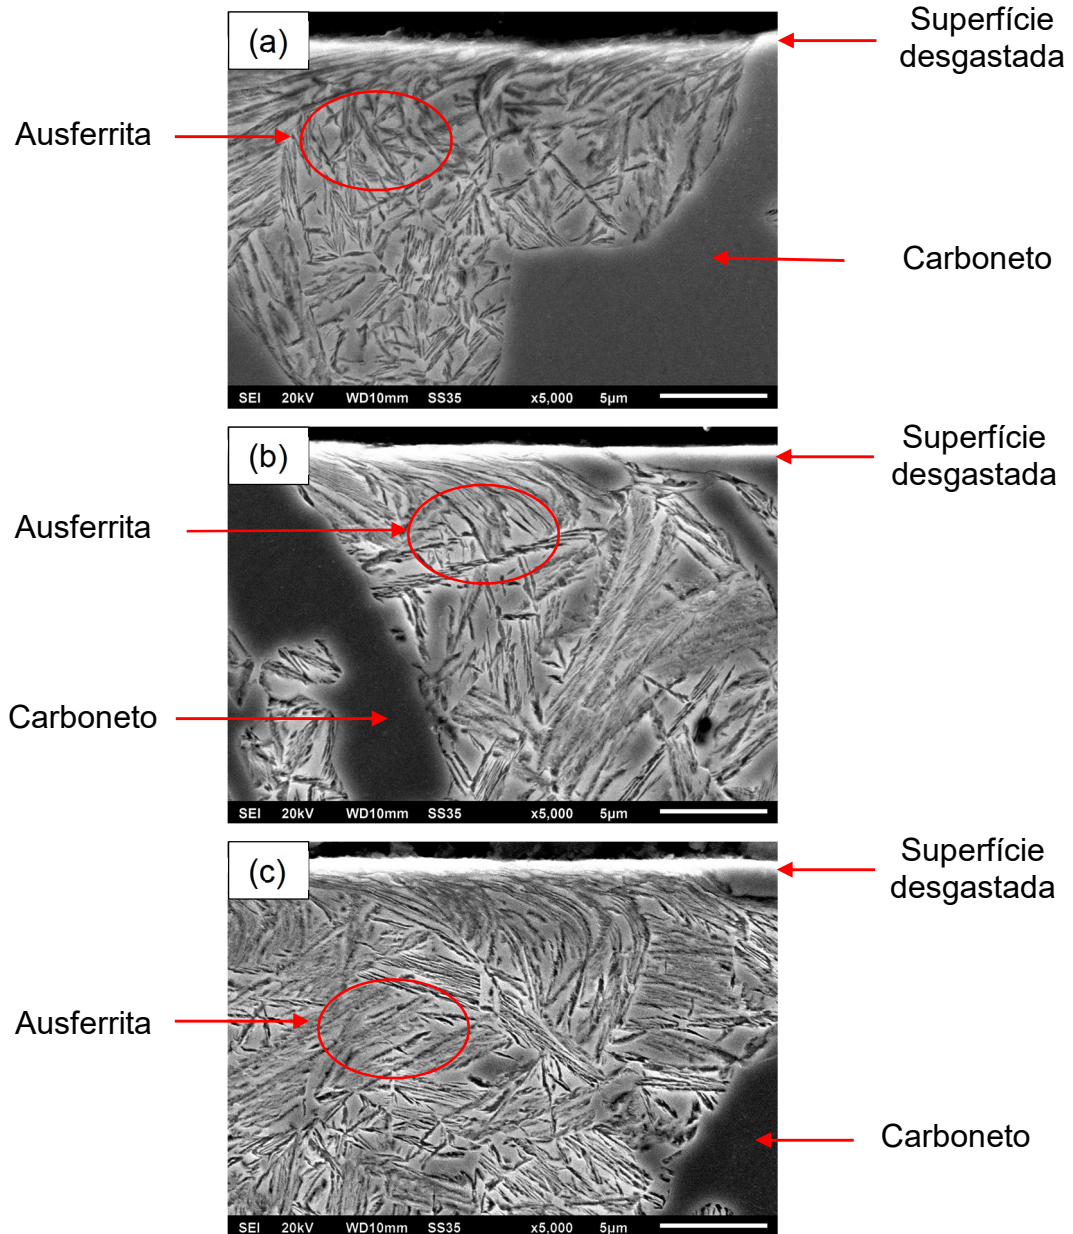 (a)
Superfície
desgastada
Ausferrita
Carboneto
SEI 20kV WD10mm SS35 x5,000 5µm
(b)
Superfície
desgastada
Ausferrita
Carboneto
SEI 20kV WD10mm SS35 x5,000 5µm
(c)
Superfície
desgastada
Ausferrita
Carboneto
SEI 20kV WD10mm SS35 x5,000 5µm